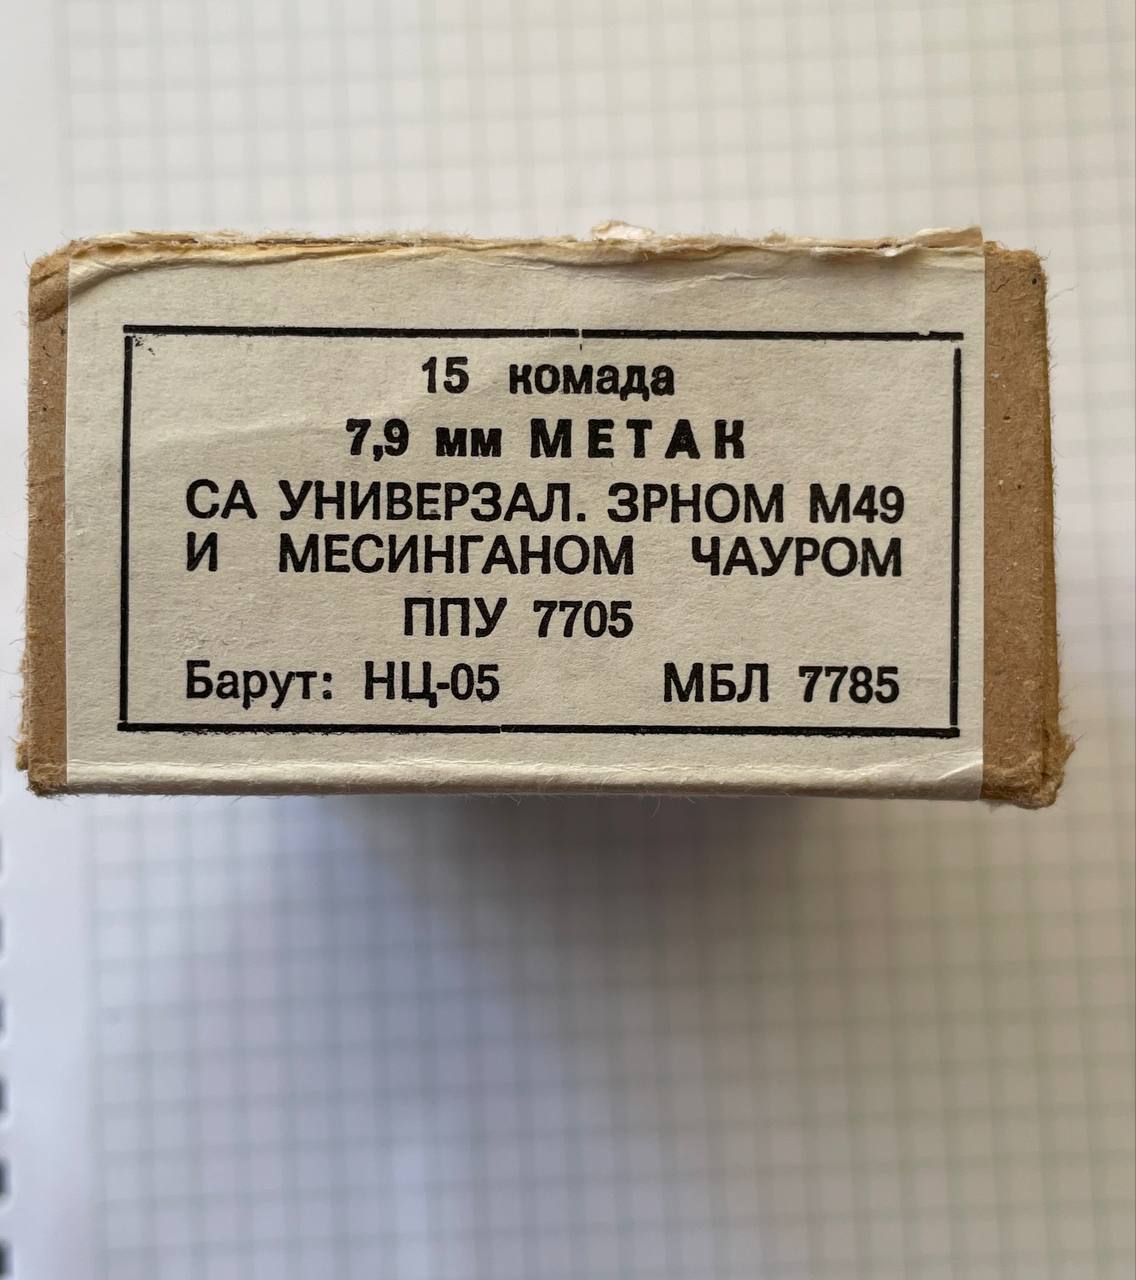 15 комада
7,9 мм МЕТАК
СА УНИВЕРЗАЛ. ЗРНОМ М49
И МЕСИНГАНОМ ЧАУРОМ
ППУ 7705
Барут: НЦ-05 МБЛ 7785